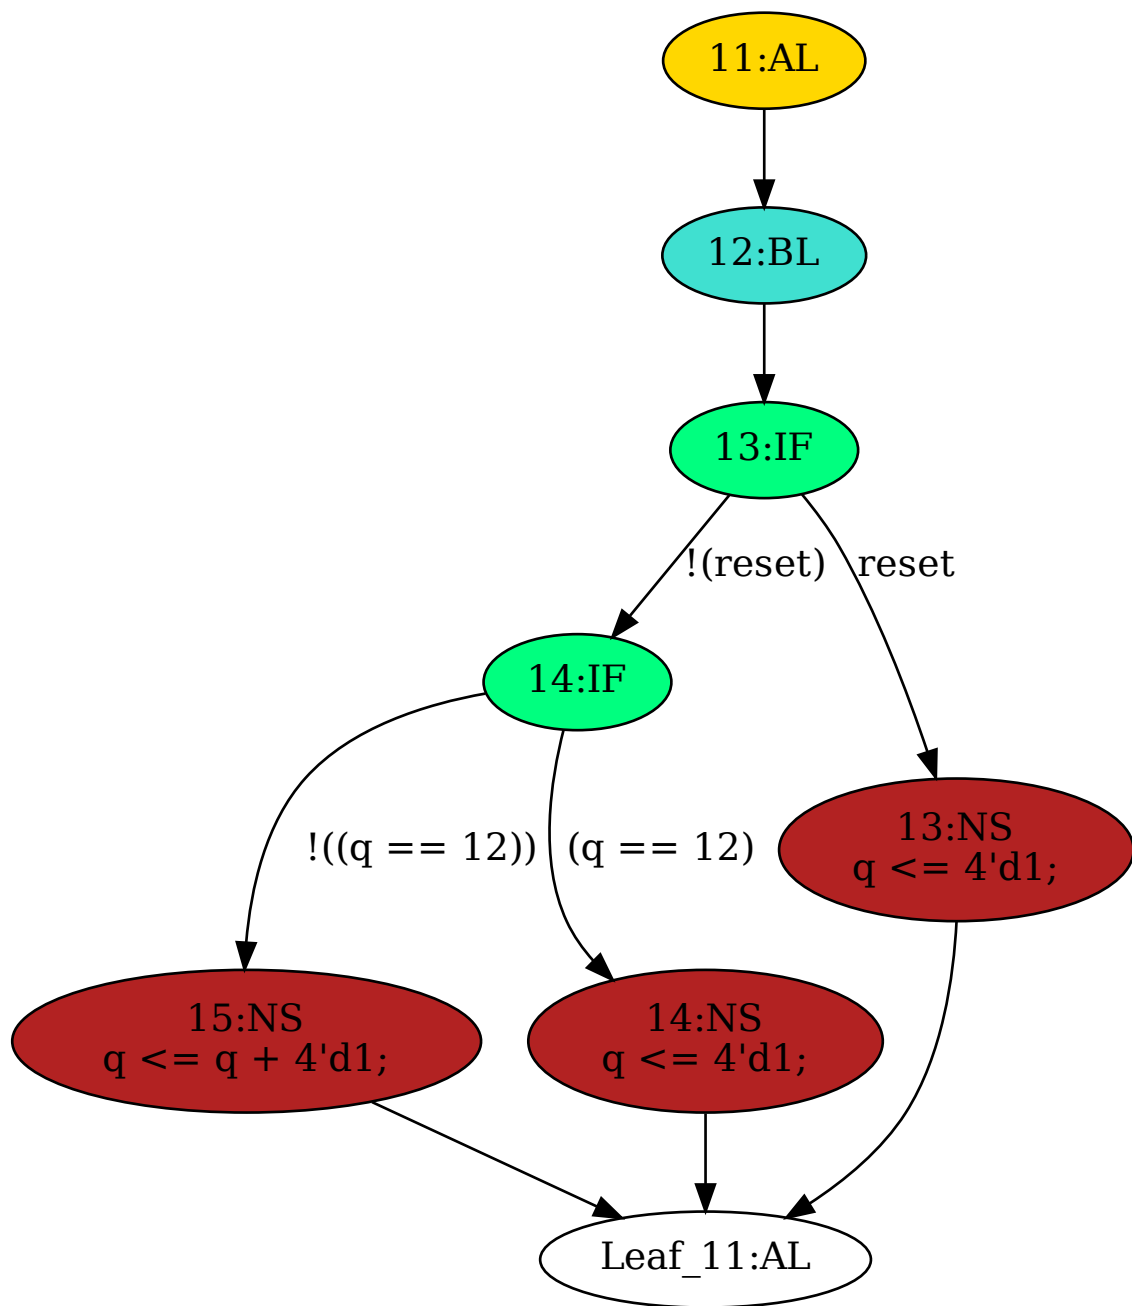 11:AL
12:BL
13:IF
!(reset)
reset
14:IF
!((q == 12))
(q == 12)
13:NS
q <= 4'd1;
15:NS
q <= q + 4'd1;
14:NS
q <= 4'd1;
Leaf_11:AL